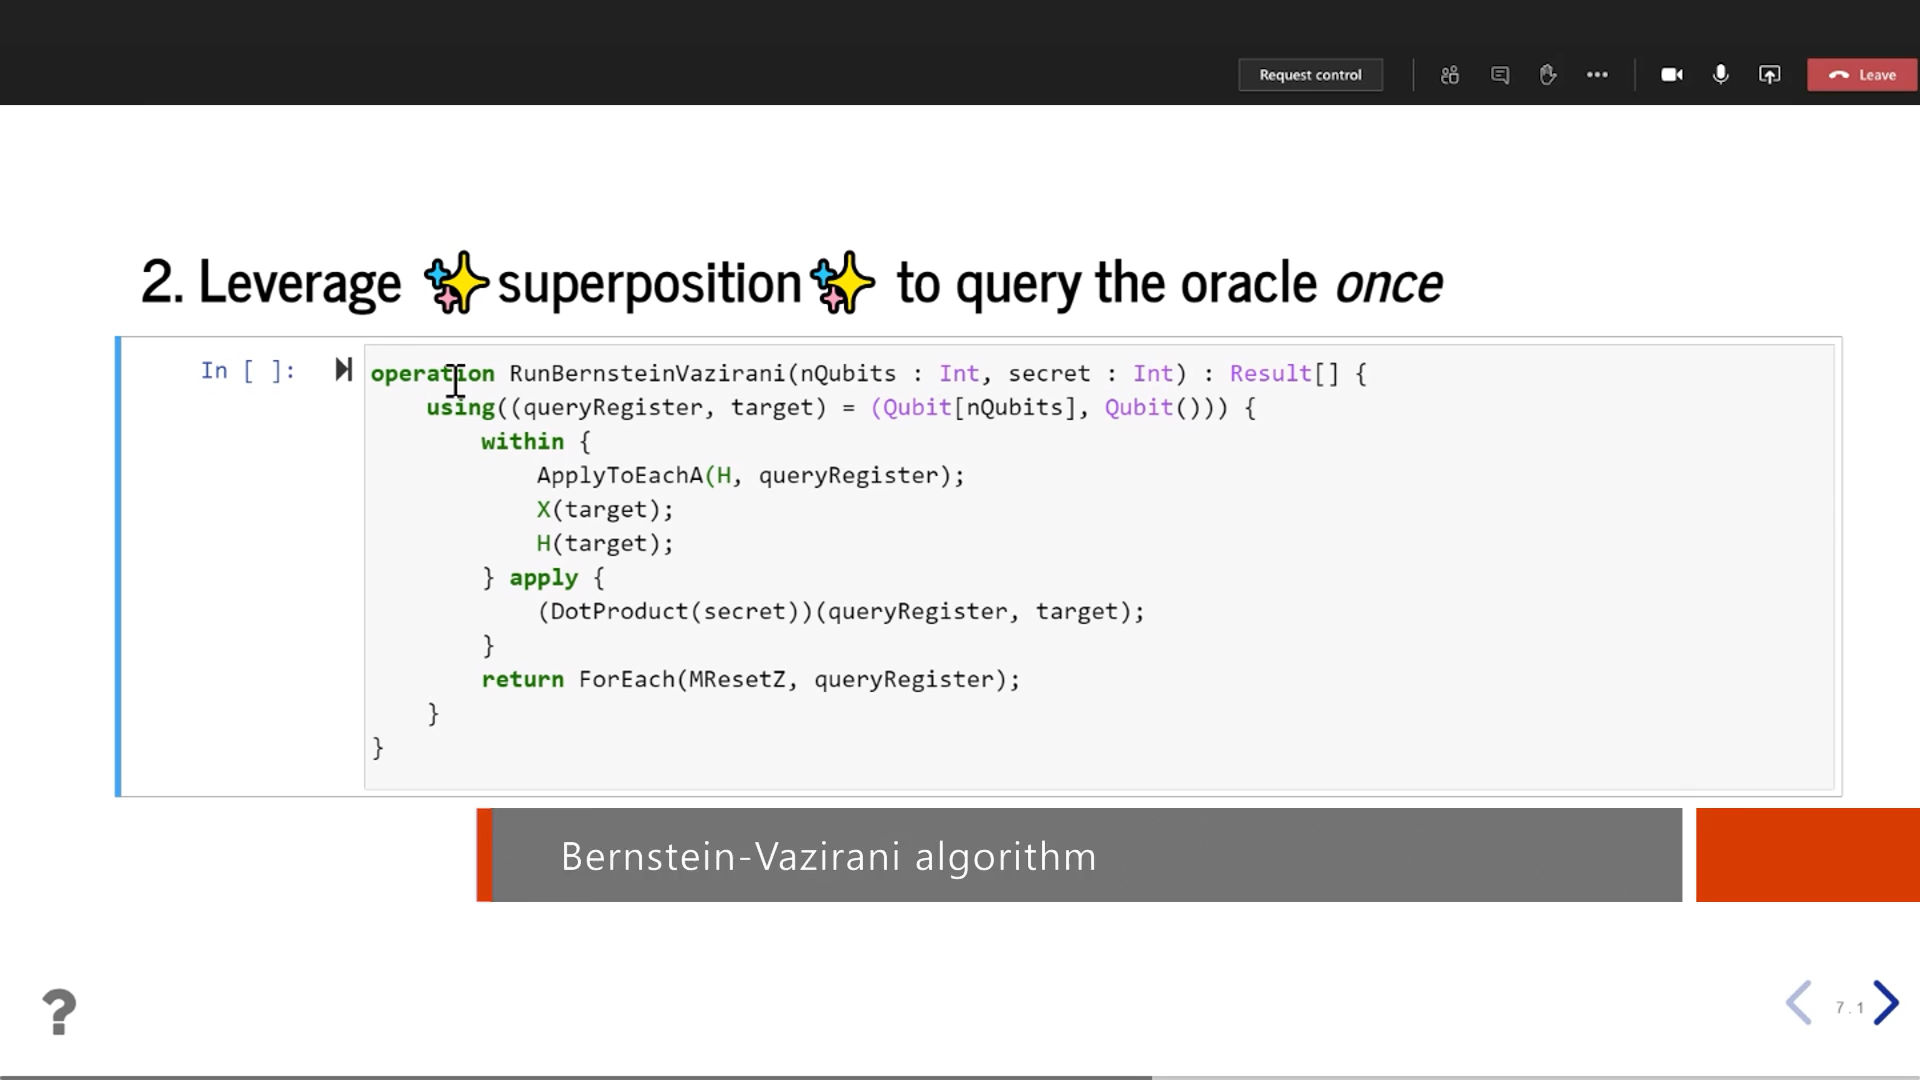 Request control
Leave
2. Leverage ✨superposition✨ to query the oracle once
In [ ]:
operation RunBernsteinVazirani(nQubits : Int, secret : Int) : Result[] {
    using((queryRegister, target) = (Qubit[nQubits], Qubit())) {
        within {
            ApplyToEachA(H, queryRegister);
            X(target);
            H(target);
        } apply {
            (DotProduct(secret))(queryRegister, target);
        }
        return ForEach(MResetZ, queryRegister);
    }
}
Bernstein-Vazirani algorithm
?
7.1